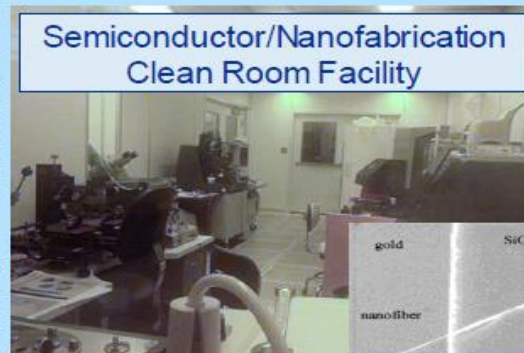 Semiconductor/Nanofabrication
Clean Room Facility
gold
nanofiber